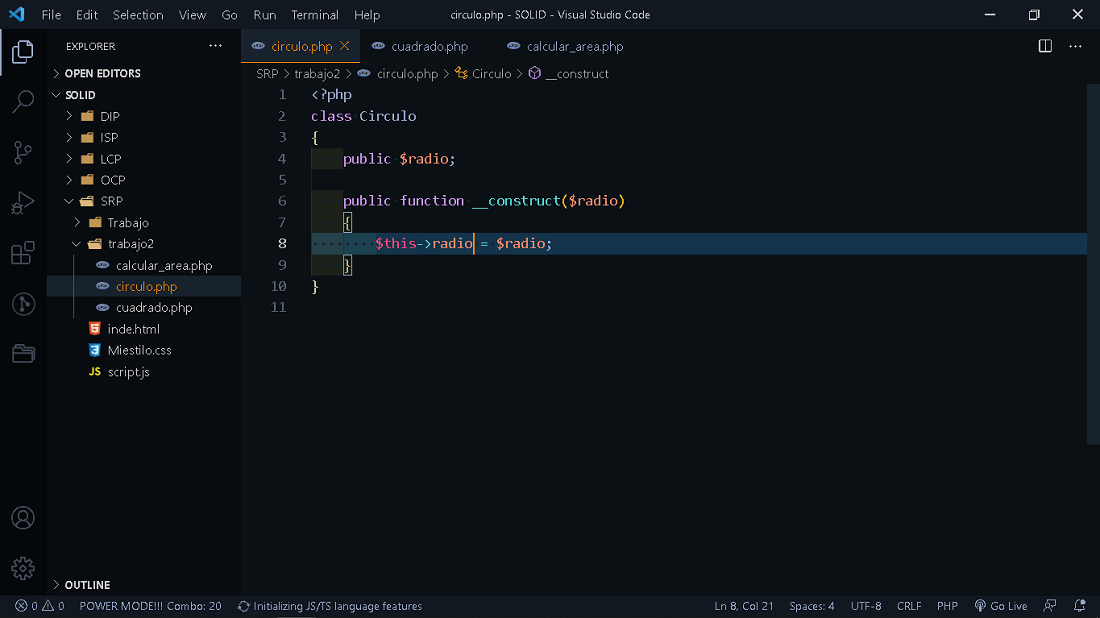 File Edit Selection View Go Run Terminal Help circulo.php - SOLID - Visual Studio Code
EXPLORER ···
OPEN EDITORS
SOLID
DIP
ISP
LCP
OCP
SRP
Trabajo
trabajo2
calcular_area.php
circulo.php
cuadrado.php
inde.html
Miestilo.css
JS script.js
OUTLINE
circulo.php cuadrado.php calcular_area.php
SRP > trabajo2 > circulo.php > Circulo > __construct
1 <?php
2 class Circulo
3 {
4 public $radio;
5
6 public function __construct($radio)
7 {
8 $this->radio = $radio;
9 }
10 }
11
0 0 POWER MODE!!! Combo: 20 Initializing JS/TS language features Ln 8, Col 21 Spaces: 4 UTF-8 CRLF PHP Go Live